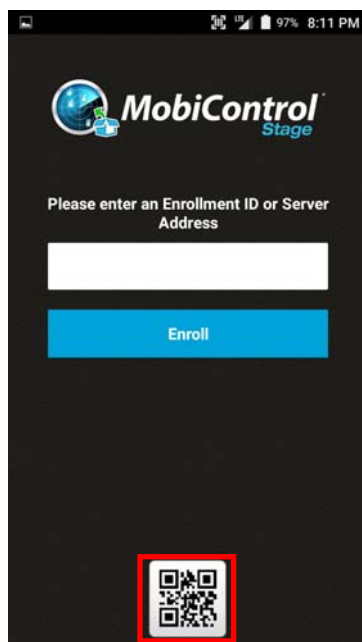 97% 8:11 PM
MobiControl
Stage
Please enter an Enrollment ID or Server
Address
Enroll